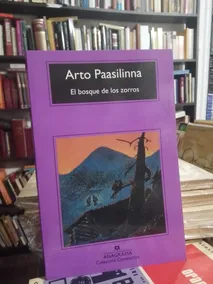 Arto Paasilinna
El bosque de los zorros
ANAGRAMA
Colección Compactos